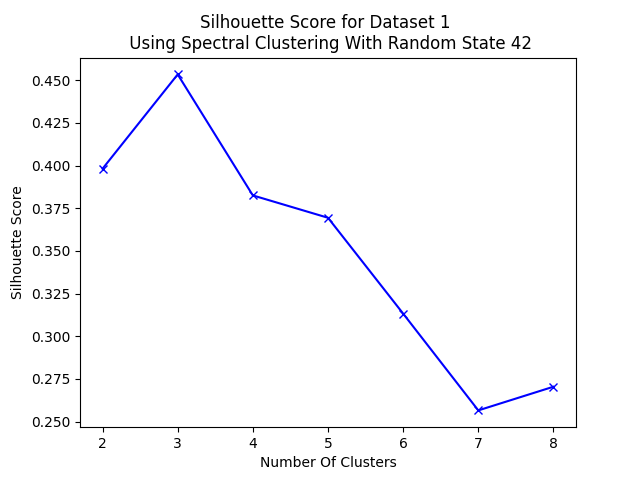 Silhouette Score for Dataset 1
Using Spectral Clustering With Random State 42
0.450
0.425
0.400
0.375
0.350
0.325
0.300
0.275
0.250
Silhouette Score
2 3 4 5 6 7 8
Number Of Clusters